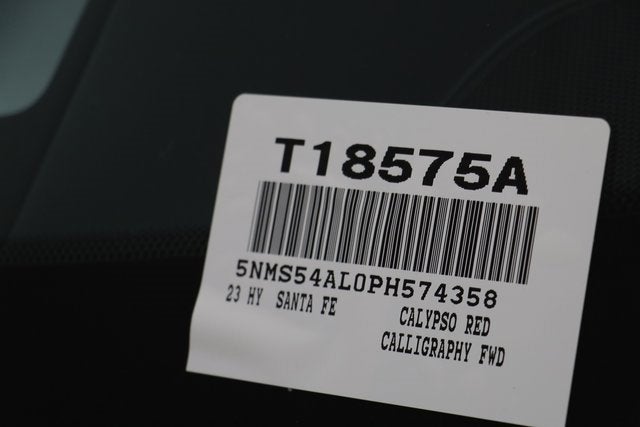 T18575A
5NMS54AL0PH574358
23 HY SANTA FE
CALYPSO RED
CALLIGRAPHY FWD